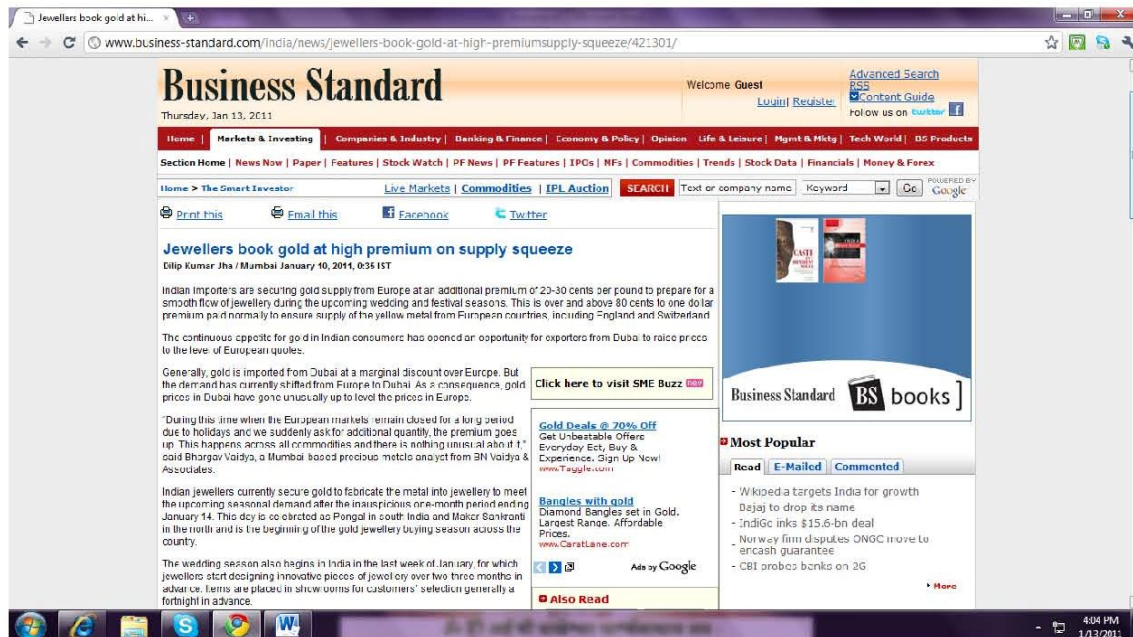 Jewellers book gold at hi...
www.business-standard.com/india/news/jewellers-book-gold-at-high-premiumsupply-squeeze/421301/
Business Standard
Thursday, Jan 13, 2011
Welcome Guest
Login| Register
Advanced Search
RSS
Content Guide
Follow us on twitter
Home | Markets & Investing | Companies & Industry | Banking & Finance | Economy & Policy | Opinion Life & Leisure | Mgmt & Mktg | Tech World | BS Products
Section Home | News Now | Paper | Features | Stock Watch | PF News | PF Features | IPOs | MFs | Commodities | Trends | Stock Data | Financials | Money & Forex
Home > The Smart Investor
Live Markets | Commodities | IPL Auction
SEARCH
Text or company name
Keyword
Go
POWERED BY
Google
Print this
Email this
Facebook
Twitter
Jewellers book gold at high premium on supply squeeze
Dilip Kumar Jha / Mumbai January 10, 2011, 0:35 IST
Indian importers are securing gold supply from Europe at an additional premium of 20-30 cents per pound to prepare for a
smooth flow of jewellery during the upcoming wedding and festival seasons. This is over and above 80 cents to one dollar
premium paid normally to ensure supply of the yellow metal from European countries, including England and Switzerland
The continuous appetite for gold in Indian consumers has opened an opportunity for exporters from Dubai to raise prices
to the level of European quotes.
Generally, gold is imported from Dubai at a marginal discount over Europe. But
the demand has currently shifted from Europe to Dubai. As a consequence, gold
prices in Dubai have gone unusually up to level the prices in Europe.
"During this time when the European markets remain closed for a long period
due to holidays and we suddenly ask for additional quantity, the premium goes
up. This happens across all commodities and there is nothing unusual about it,"
said Bhargav Vaidya, a Mumbai based precious metals analyst from BN Vaidya &
Associates.
Indian jewellers currently secure gold to fabricate the metal into jewellery to meet
the upcoming seasonal demand after the inauspicious one-month period ending
January 14. This day is celebrated as Pongal in south India and Makar Sankranti
in the north and is the beginning of the gold jewellery buying season across the
country.
The wedding season also begins in India in the last week of January, for which
jewellers start designing innovative pieces of jewellery over two three months in
advance. Items are placed in showrooms for customers' selection generally a
fortnight in advance.
Click here to visit SME Buzz new
Gold Deals @ 70% Off
Get Unbeatable Offers
Everyday Eat, Buy &
Experience. Sign Up Now!
www.Taggle.com
Bangles with gold
Diamond Bangles set in Gold.
Largest Range. Affordable
Prices.
www.CaratLane.com
Ads by Google
Also Read
CASTE
Business Standard BS books]
Most Popular
Read E-Mailed Commented
- Wikipedia targets India for growth
Bajaj to drop its name
- IndiGo inks $15.6-bn deal
- Norway firm disputes ONGC move to
encash guarantee
- CBI probes banks on 2G
More
4:04 PM
1/13/2011